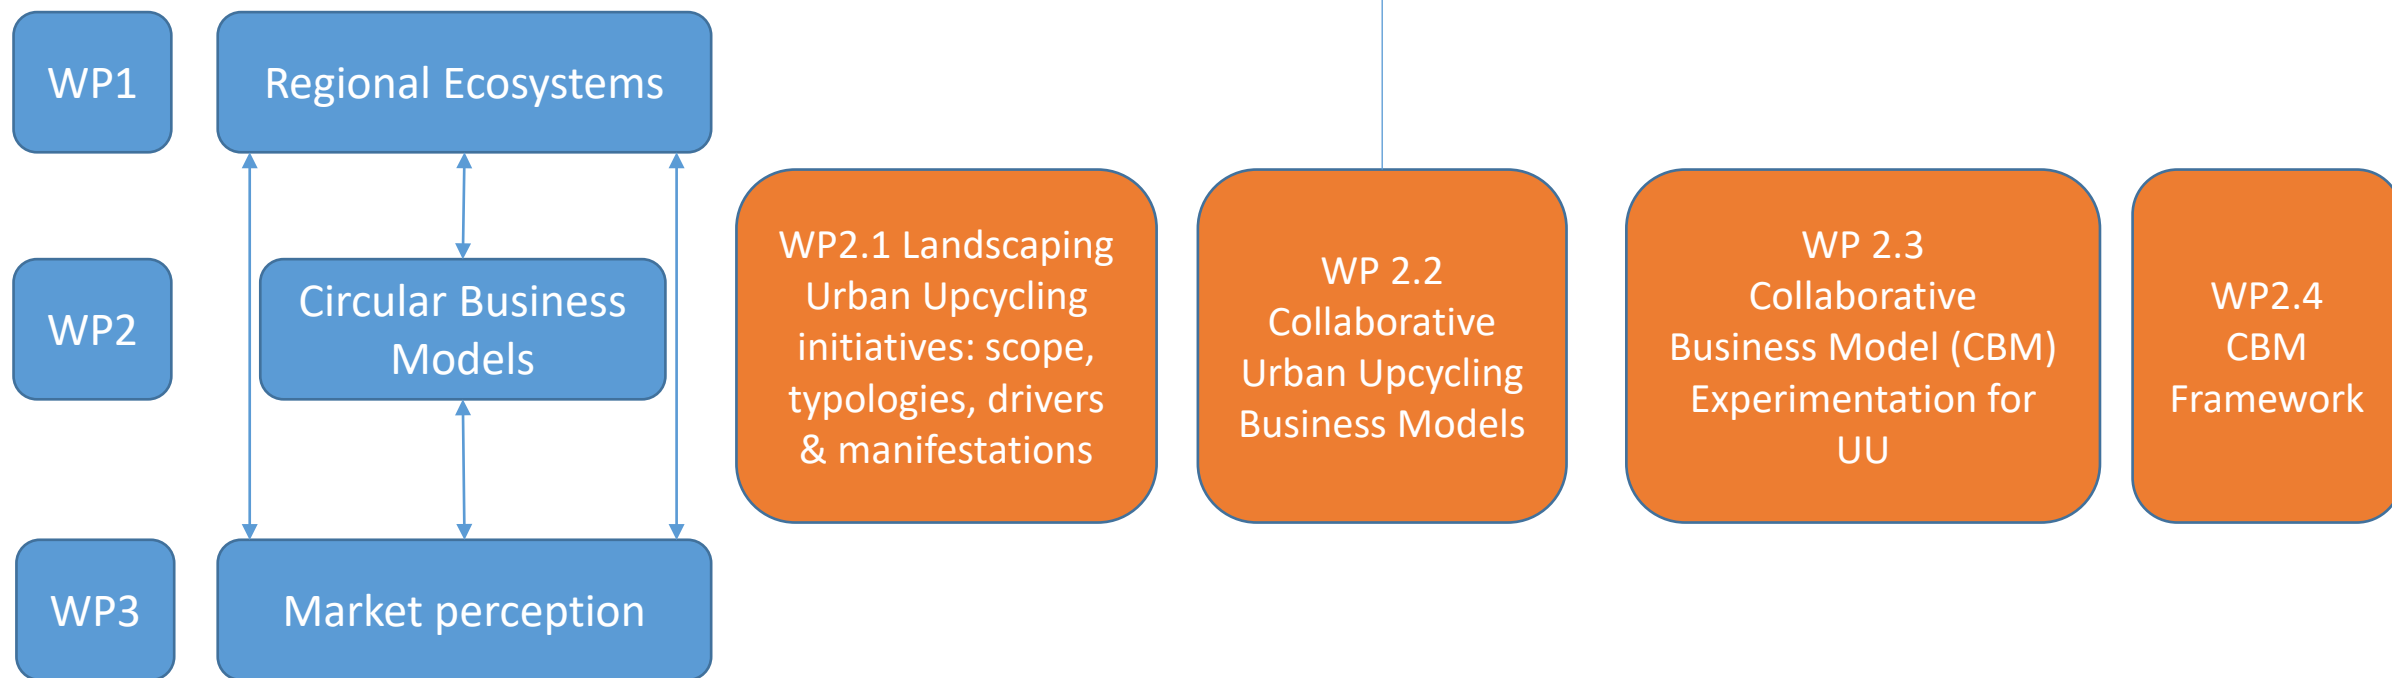 WP1
Regional Ecosystems
WP2
Circular Business
Models
WP3
Market perception
WP2.1 Landscaping
Urban Upcycling
initiatives: scope,
typologies, drivers
& manifestations
WP 2.2
Collaborative
Urban Upcycling
Business Models
WP 2.3
Collaborative
Business Model (CBM)
Experimentation for
UU
WP2.4
CBM
Framework